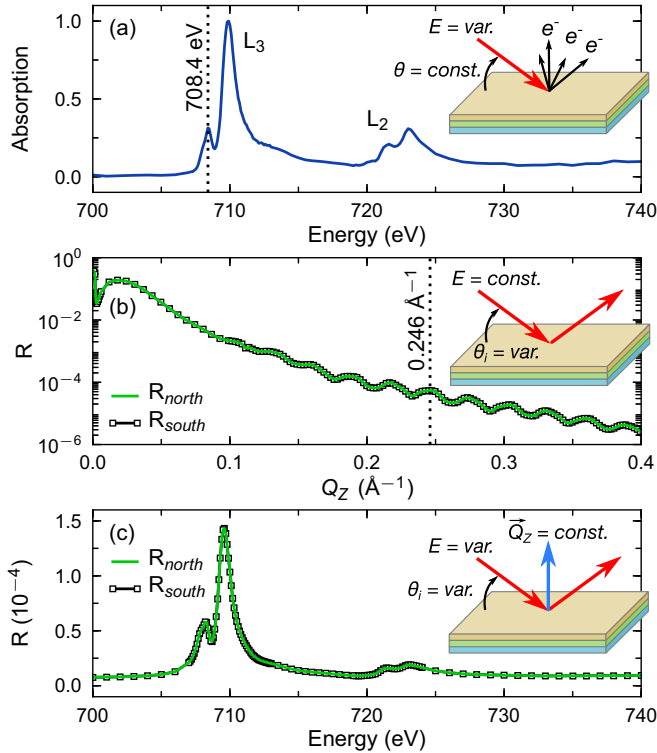 (a)
708.4 eV
L3
L2
E = var.
θ = const.
e-
e-
e-
Absorption
1.0
0.5
0.0
700
710
720
730
740
Energy (eV)
(b)
0.246 Å−1
E = const.
θi = var.
R
10^0
10^−2
10^−4
10^−6
Rnorth
Rsouth
0.0
0.1
0.2
0.3
0.4
QZ (Å−1)
(c)
Rnorth
Rsouth
E = var.
QZ = const.
θi = var.
R (10−4)
1.5
1.0
0.5
0.0
700
710
720
730
740
Energy (eV)